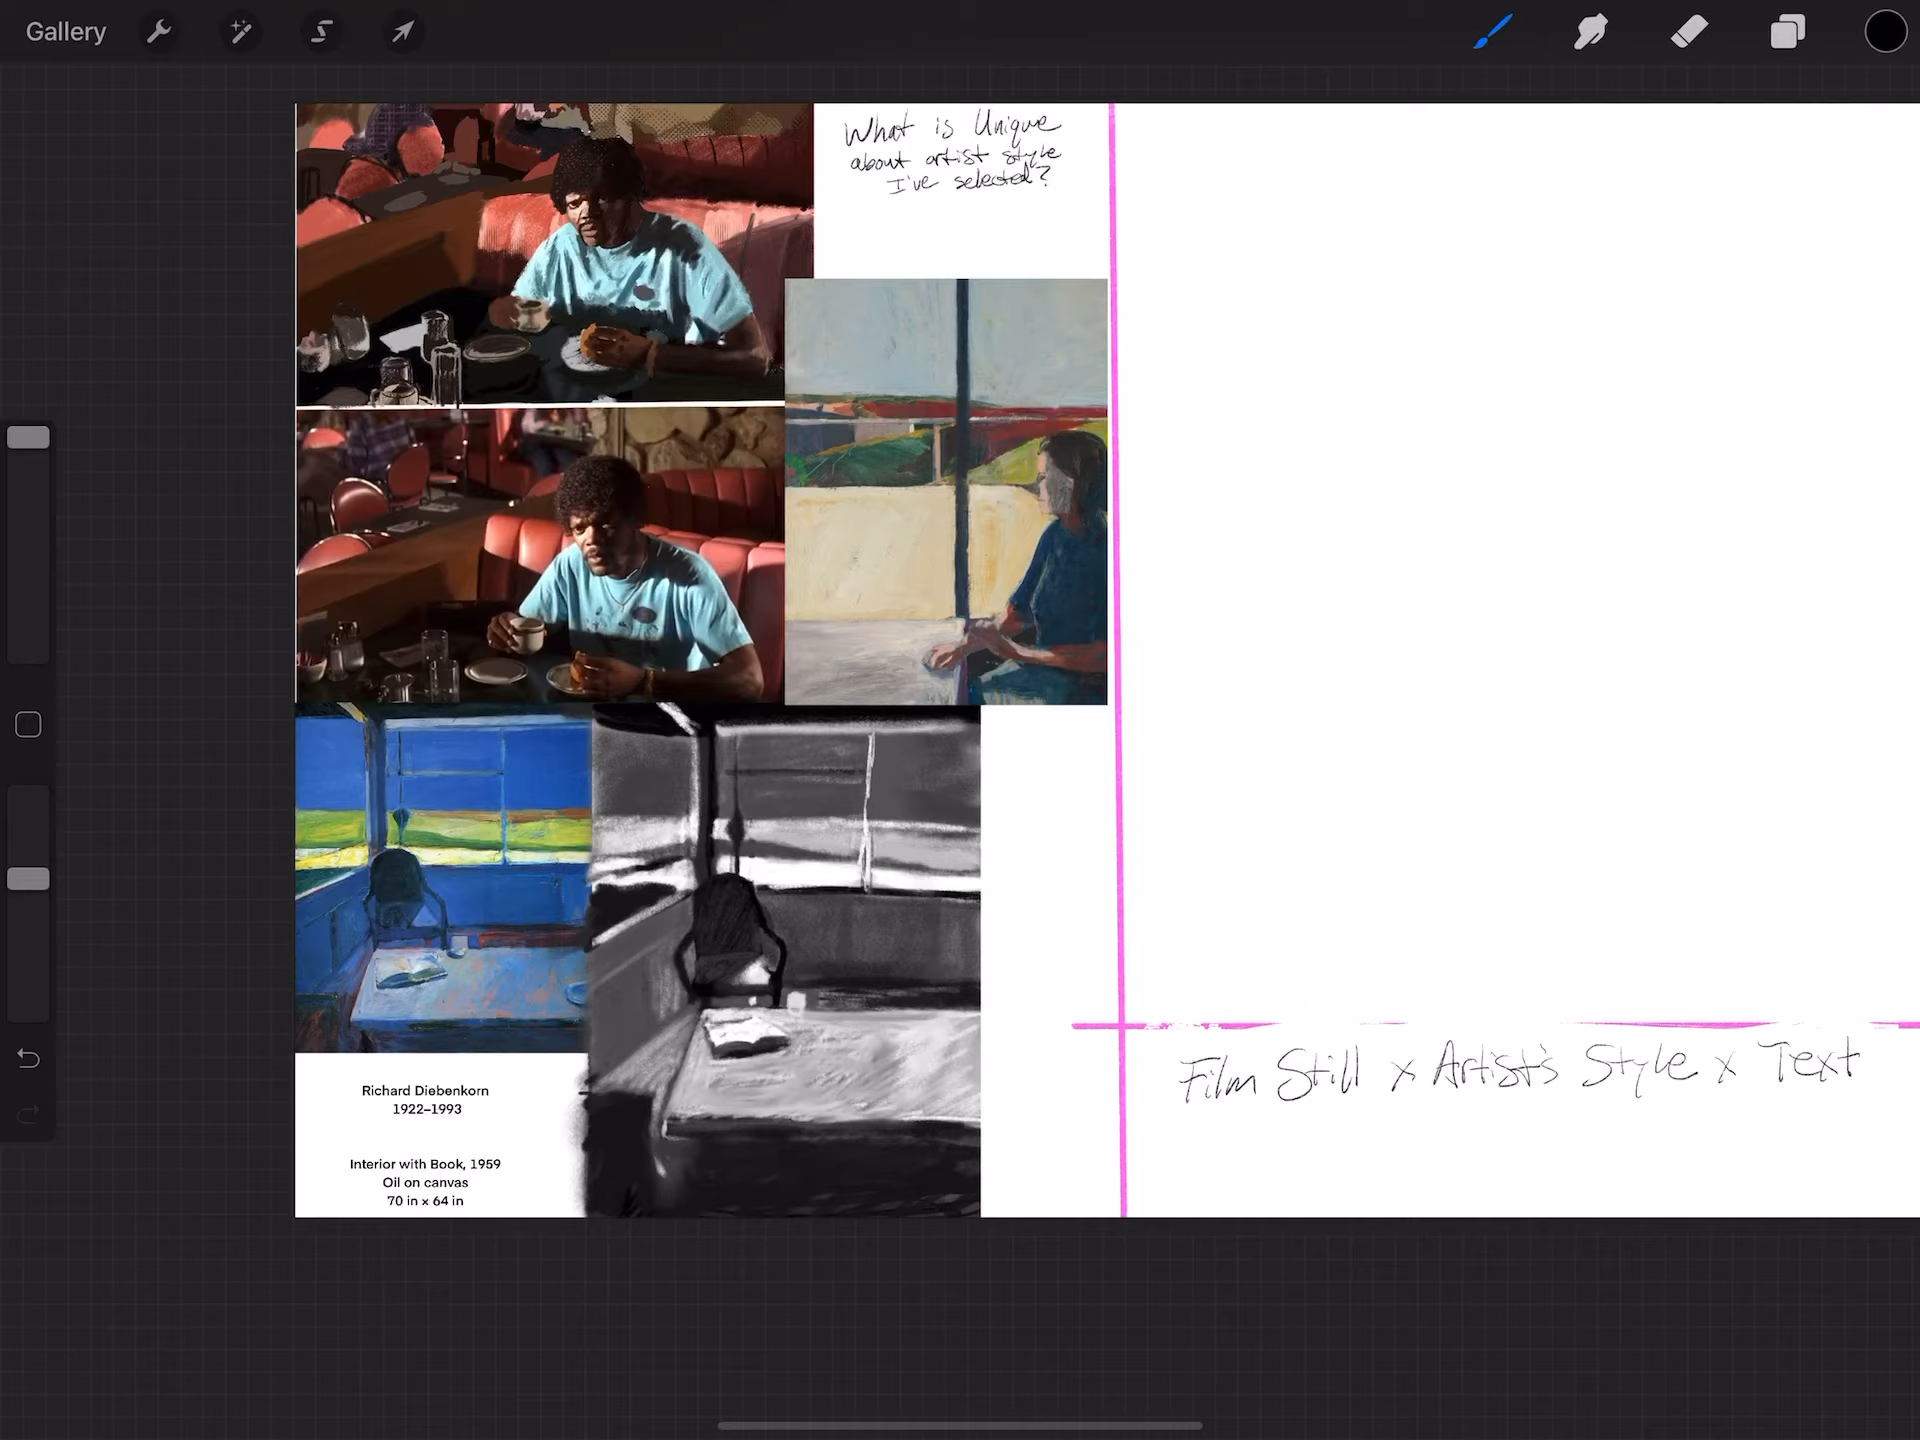 Gallery
What is Unique
about artist style
I've selected?
Richard Diebenkorn
1922–1993
Interior with Book, 1959
Oil on canvas
70 in × 64 in
Film Still x Artist's Style x Text